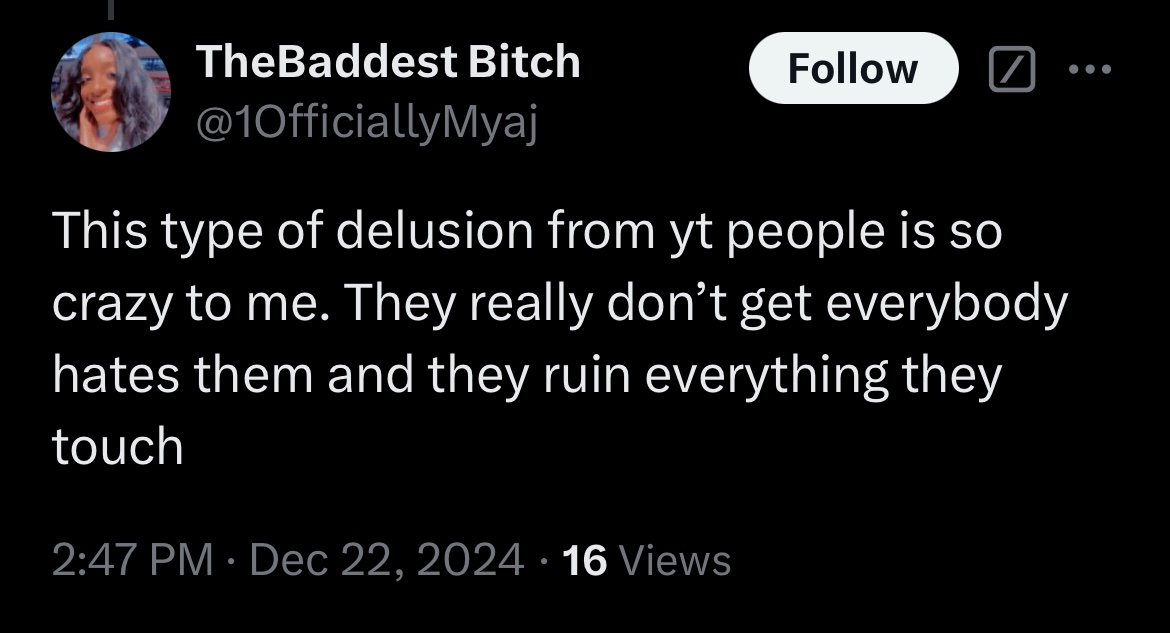 TheBaddest Bitch
Follow
@1OfficiallyMyaj
This type of delusion from yt people is so
crazy to me. They really don’t get everybody
hates them and they ruin everything they
touch
2:47 PM · Dec 22, 2024 · 16 Views